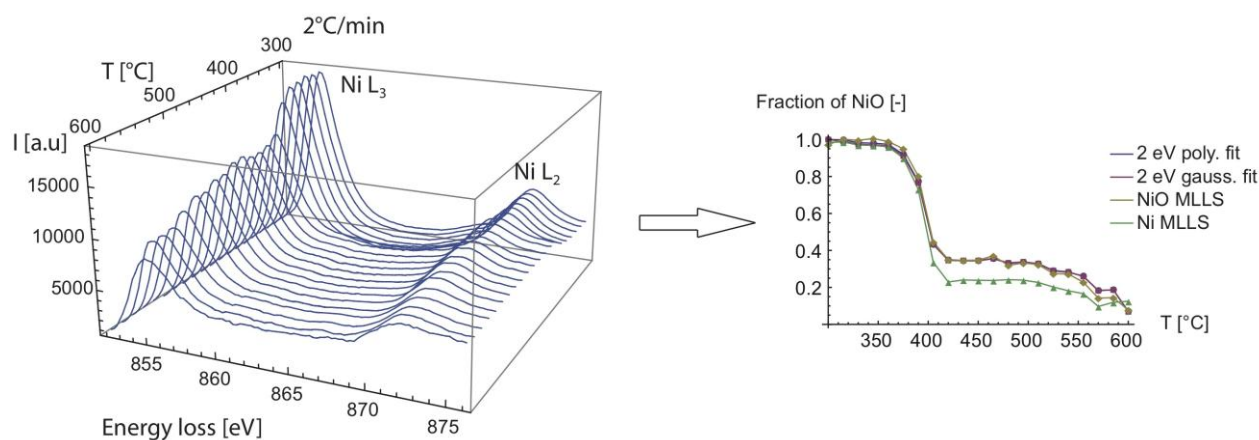 2°C/min
300
400
500
600
T [°C]
Ni L3
Ni L2
I [a.u]
15000
10000
5000
855
860
865
870
875
Energy loss [eV]
Fraction of NiO [-]
1.0
0.8
0.6
0.4
0.2
350 400 450 500 550 600
T [°C]
2 eV poly. fit
2 eV gauss. fit
NiO MLLS
Ni MLLS